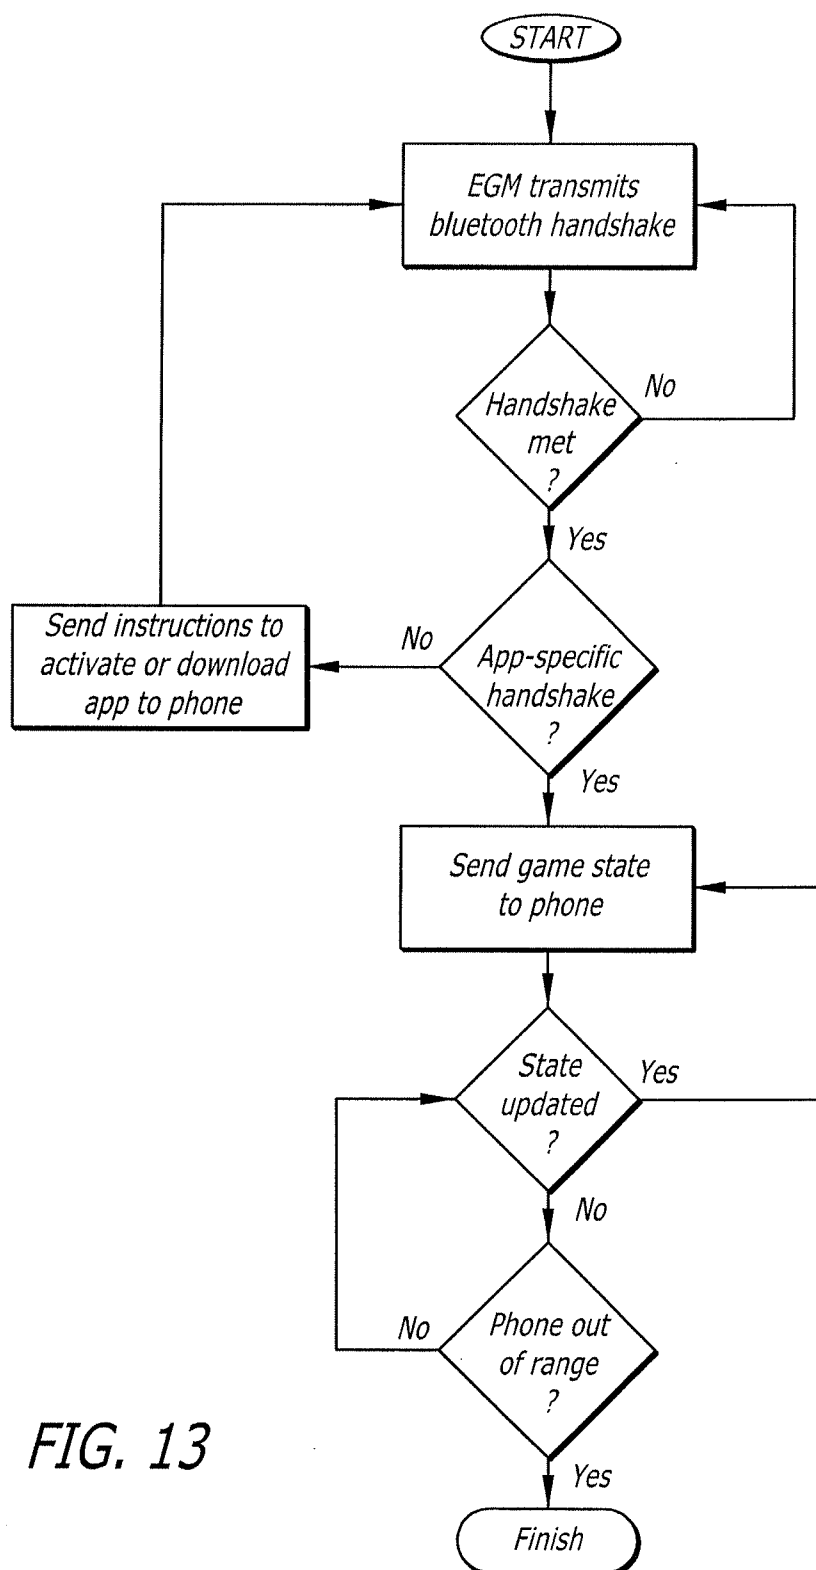 START
EGM transmits
bluetooth handshake
Handshake
met
?
No
Yes
App-specific
handshake
?
No
Send instructions to
activate or download
app to phone
Yes
Send game state
to phone
State
updated
?
Yes
No
Phone out
of range
?
No
Yes
Finish
FIG. 13